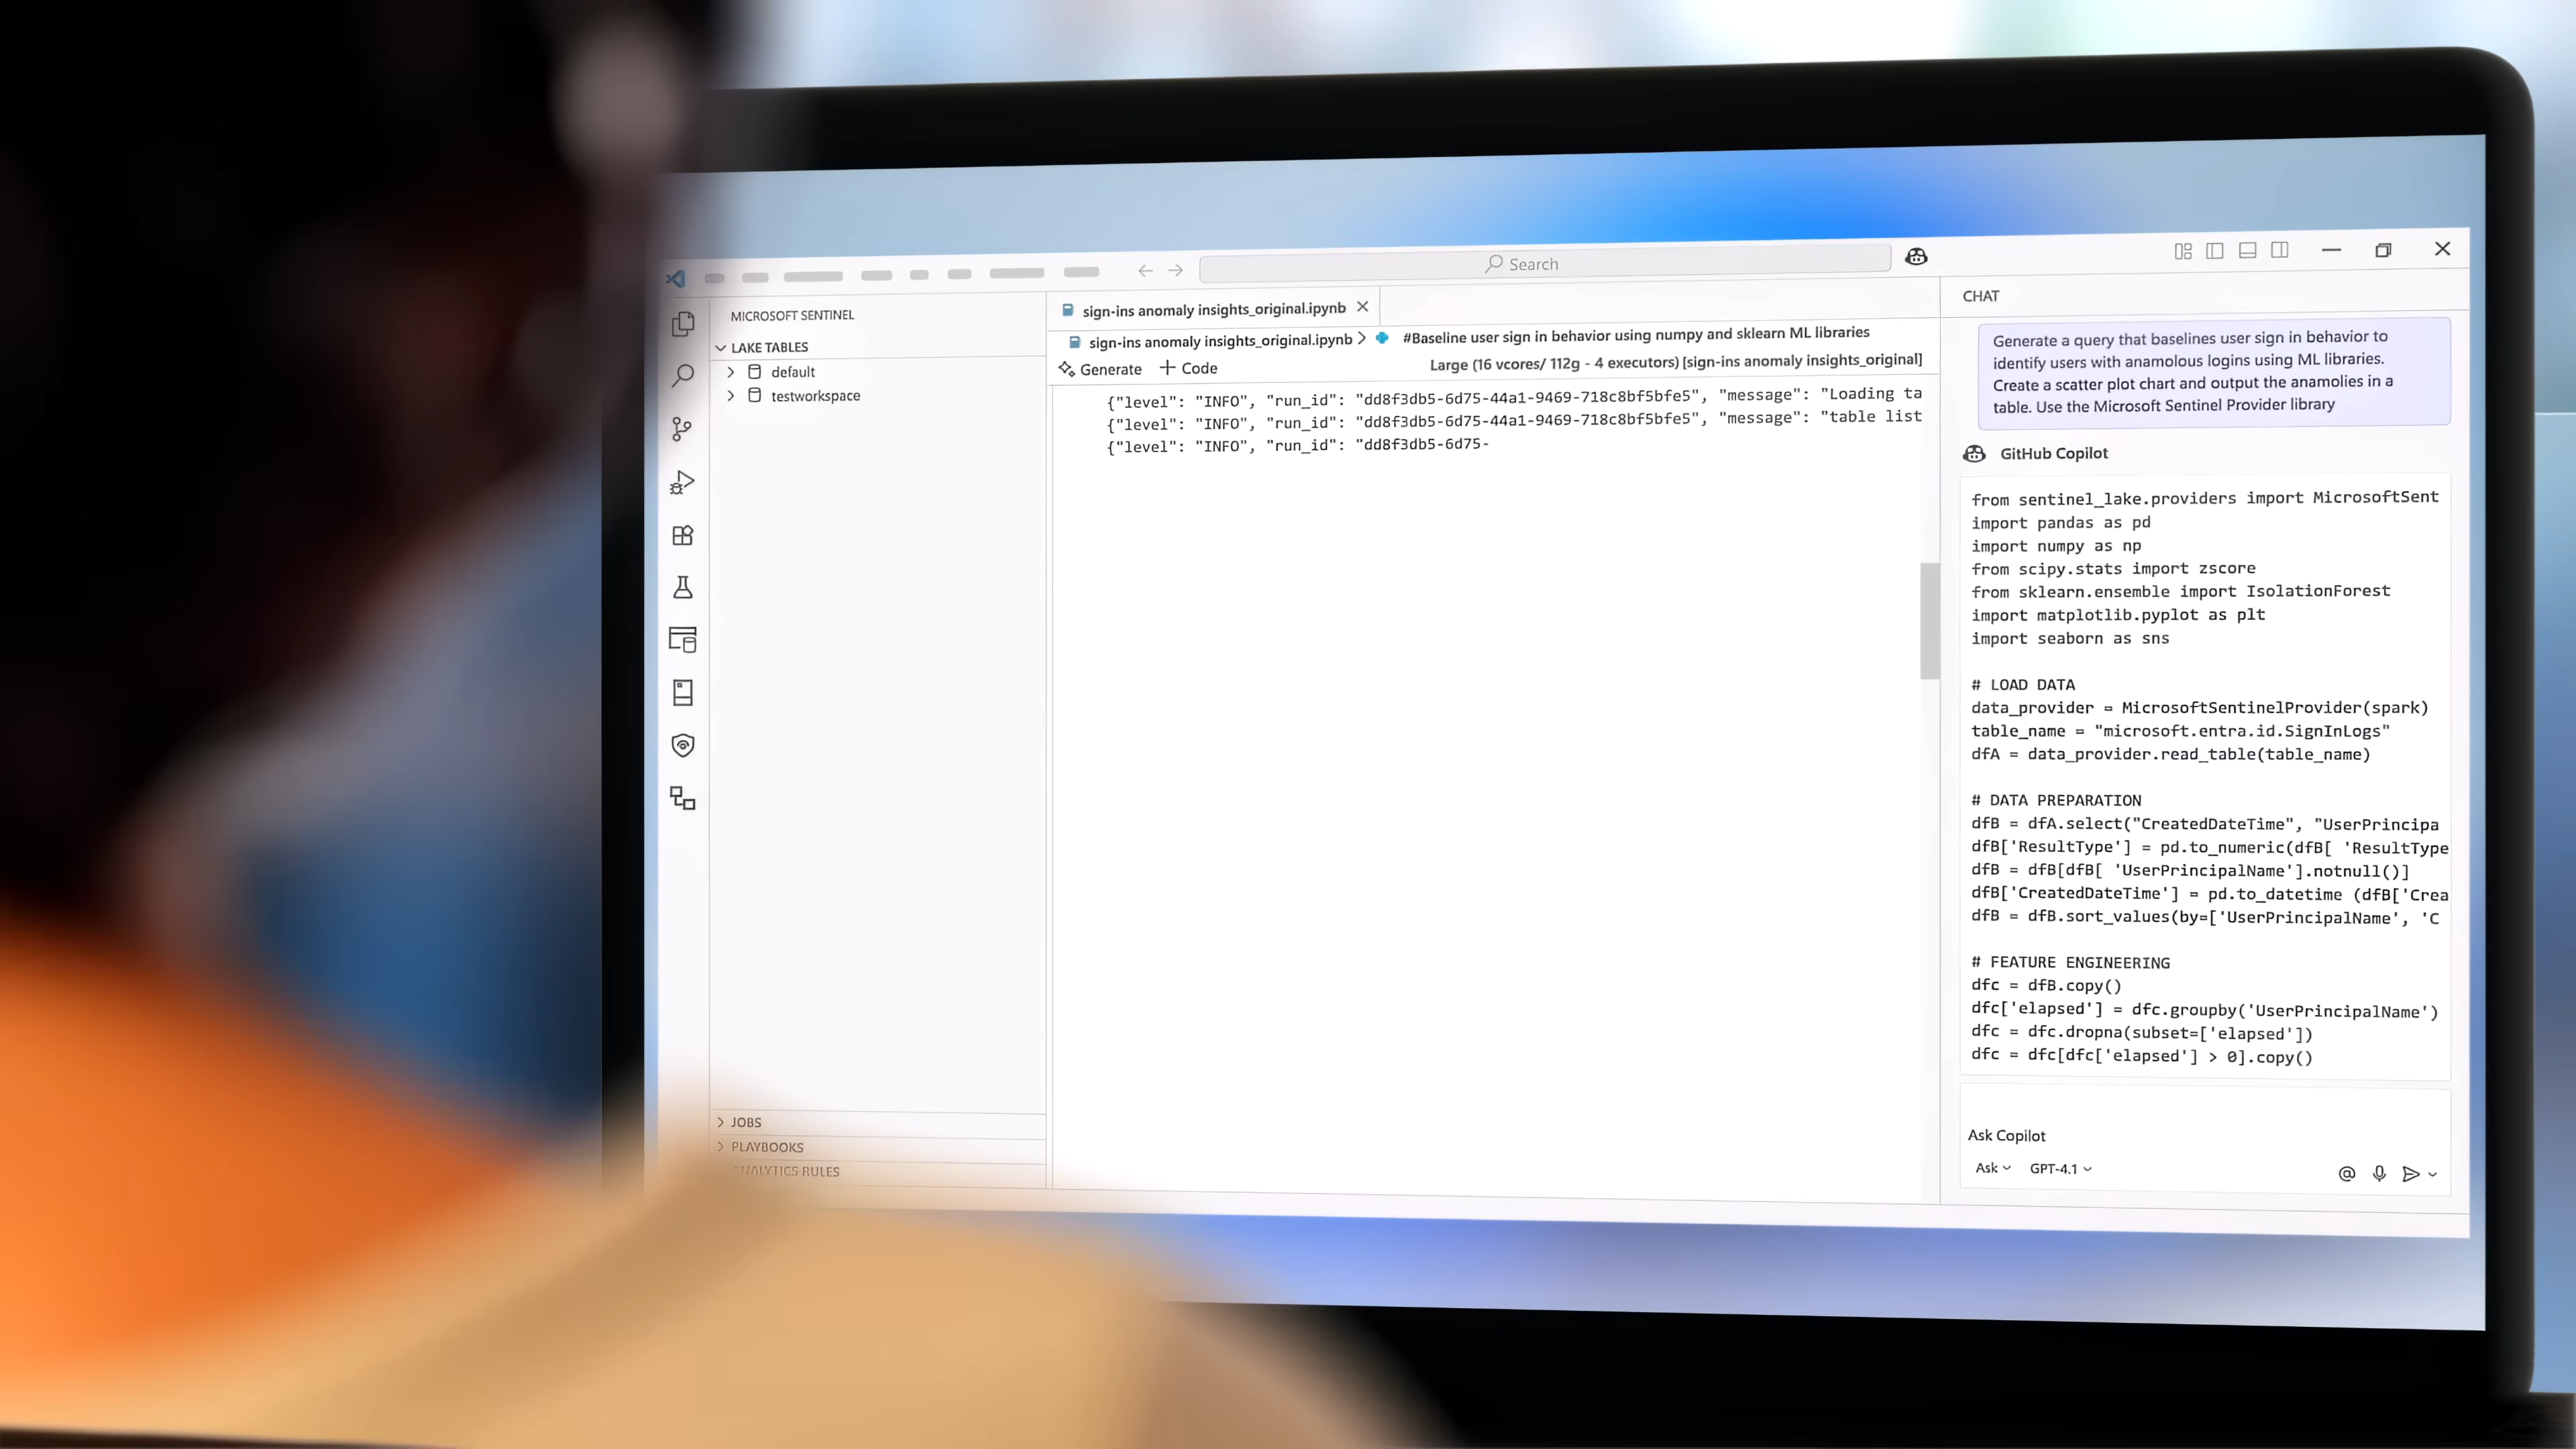 Search
MICROSOFT SENTINEL
LAKE TABLES
default
testworkspace
JOBS
PLAYBOOKS
ANALYTICS RULES
sign-ins anomaly insights_original.ipynb
sign-ins anomaly insights_original.ipynb > #Baseline user sign in behavior using numpy and sklearn ML libraries
Generate + Code Large (16 vcores/ 112g - 4 executors) [sign-ins anomaly insights_original]
{"level": "INFO", "run_id": "dd8f3db5-6d75-44a1-9469-718c8bf5bfe5", "message": "Loading ta
{"level": "INFO", "run_id": "dd8f3db5-6d75-44a1-9469-718c8bf5bfe5", "message": "table list
{"level": "INFO", "run_id": "dd8f3db5-6d75-
CHAT
Generate a query that baselines user sign in behavior to
identify users with anamolous logins using ML libraries.
Create a scatter plot chart and output the anamolies in a
table. Use the Microsoft Sentinel Provider library
GitHub Copilot
from sentinel_lake.providers import MicrosoftSent
import pandas as pd
import numpy as np
from scipy.stats import zscore
from sklearn.ensemble import IsolationForest
import matplotlib.pyplot as plt
import seaborn as sns
# LOAD DATA
data_provider = MicrosoftSentinelProvider(spark)
table_name = "microsoft.entra.id.SignInLogs"
dfA = data_provider.read_table(table_name)
# DATA PREPARATION
dfB = dfA.select("CreatedDateTime", "UserPrincipa
dfB['ResultType'] = pd.to_numeric(dfB[ 'ResultType
dfB = dfB[dfB[ 'UserPrincipalName'].notnull()]
dfB['CreatedDateTime'] = pd.to_datetime (dfB['Crea
dfB = dfB.sort_values(by=['UserPrincipalName', 'C
# FEATURE ENGINEERING
dfc = dfB.copy()
dfc['elapsed'] = dfc.groupby('UserPrincipalName')
dfc = dfc.dropna(subset=['elapsed'])
dfc = dfc[dfc['elapsed'] > 0].copy()
Ask Copilot
Ask GPT-4.1